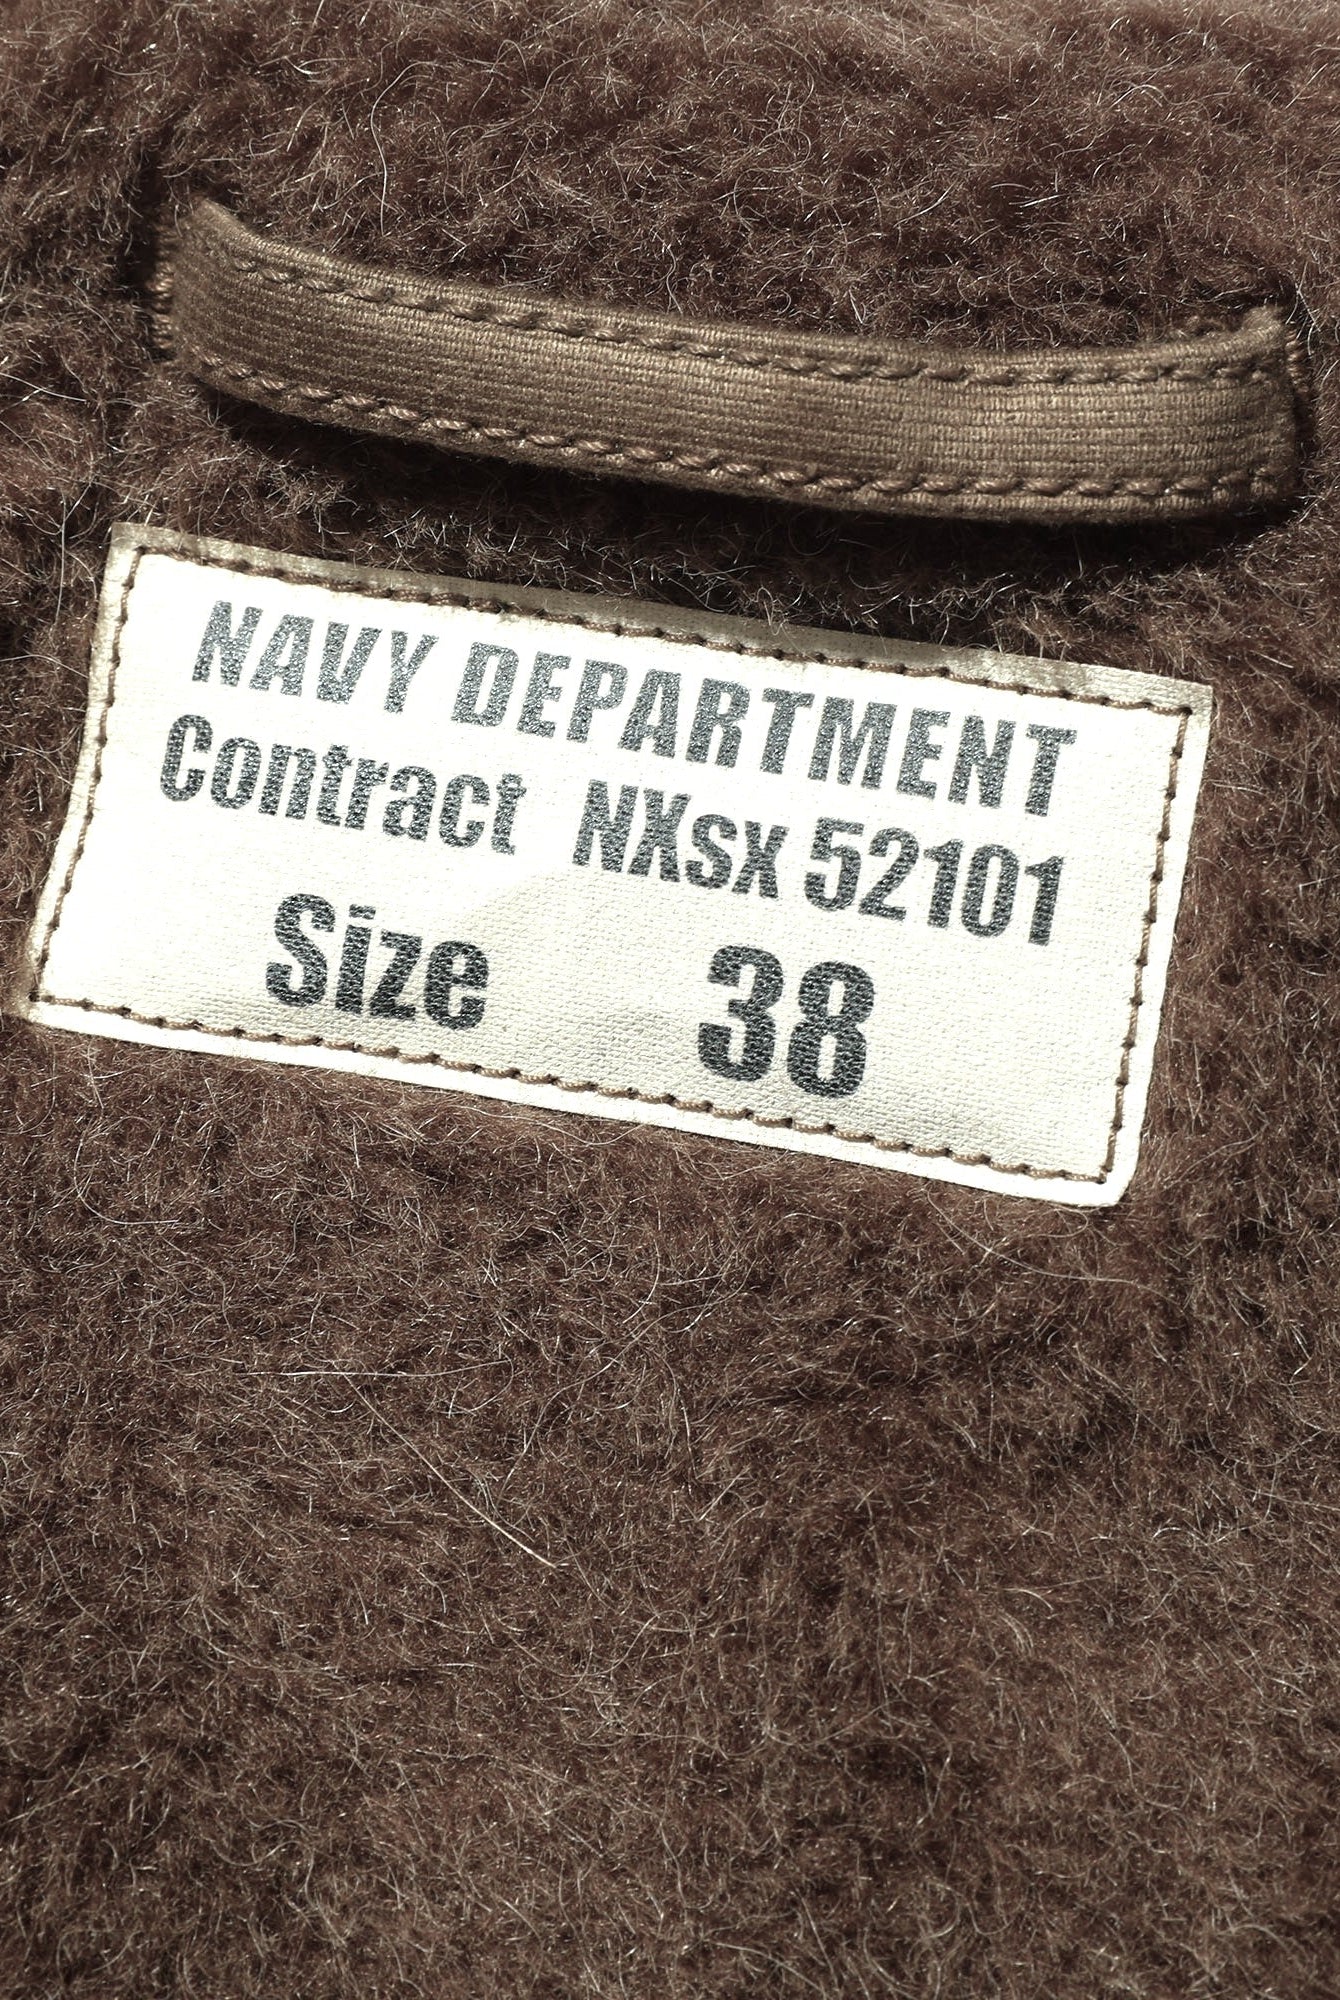 NAVY DEPARTMENT
Contract NXsx 52101
Size 38